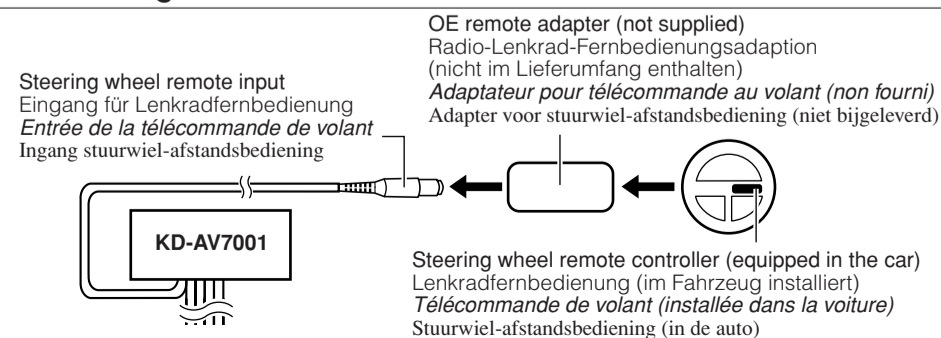 OE remote adapter (not supplied)
Radio-Lenkrad-Fernbedienungsadaption
(nicht im Lieferumfang enthalten)
Adaptateur pour télécommande au volant (non fourni)
Adapter voor stuurwiel-afstandsbediening (niet bijgeleverd)
Steering wheel remote input
Eingang für Lenkradfernbedienung
Entrée de la télécommande de volant
Ingang stuurwiel-afstandsbediening
KD-AV7001
Steering wheel remote controller (equipped in the car)
Lenkradfernbedienung (im Fahrzeug installiert)
Télécommande de volant (installée dans la voiture)
Stuurwiel-afstandsbediening (in de auto)